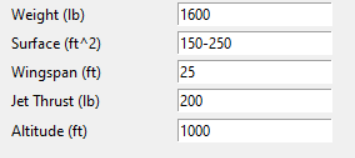 Weight (lb) 1600
Surface (ft^2) 150-250
Wingspan (ft) 25
Jet Thrust (lb) 200
Altitude (ft) 1000